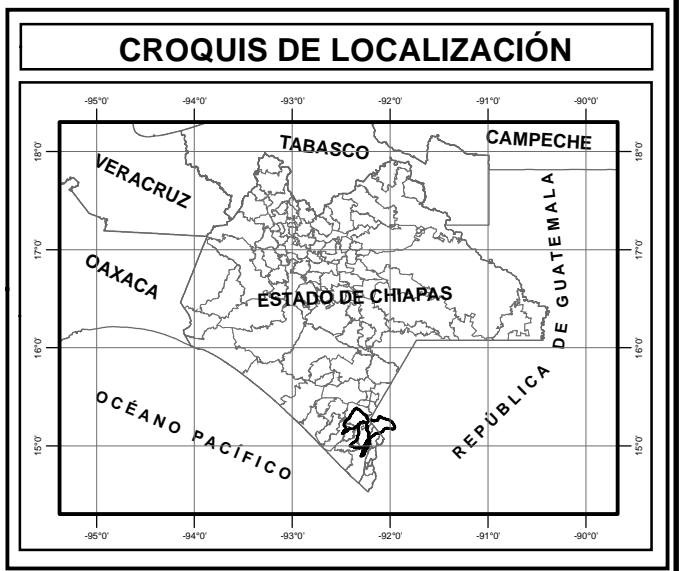 CROQUIS DE LOCALIZACIÓN
-95°0' -94°0' -93°0' -92°0' -91°0' -90°0'
18°0' 18°0'
17°0' 17°0'
16°0' 16°0'
15°0' 15°0'
TABASCO
CAMPECHE
VERACRUZ
OAXACA
ESTADO DE CHIAPAS
REPÚBLICA
DE GUATEMALA
OCÉANO PACÍFICO
-95°0' -94°0' -93°0' -92°0' -91°0' -90°0'